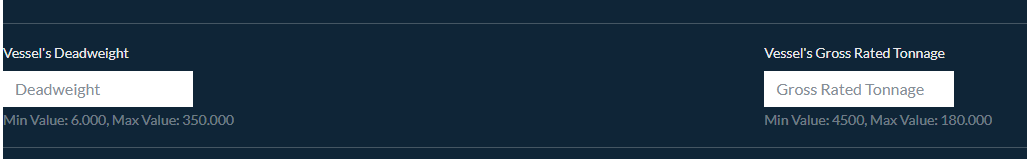 Vessel's Deadweight
Vessel's Gross Rated Tonnage
Deadweight
Gross Rated Tonnage
Min Value: 6.000, Max Value: 350.000
Min Value: 4500, Max Value: 180.000